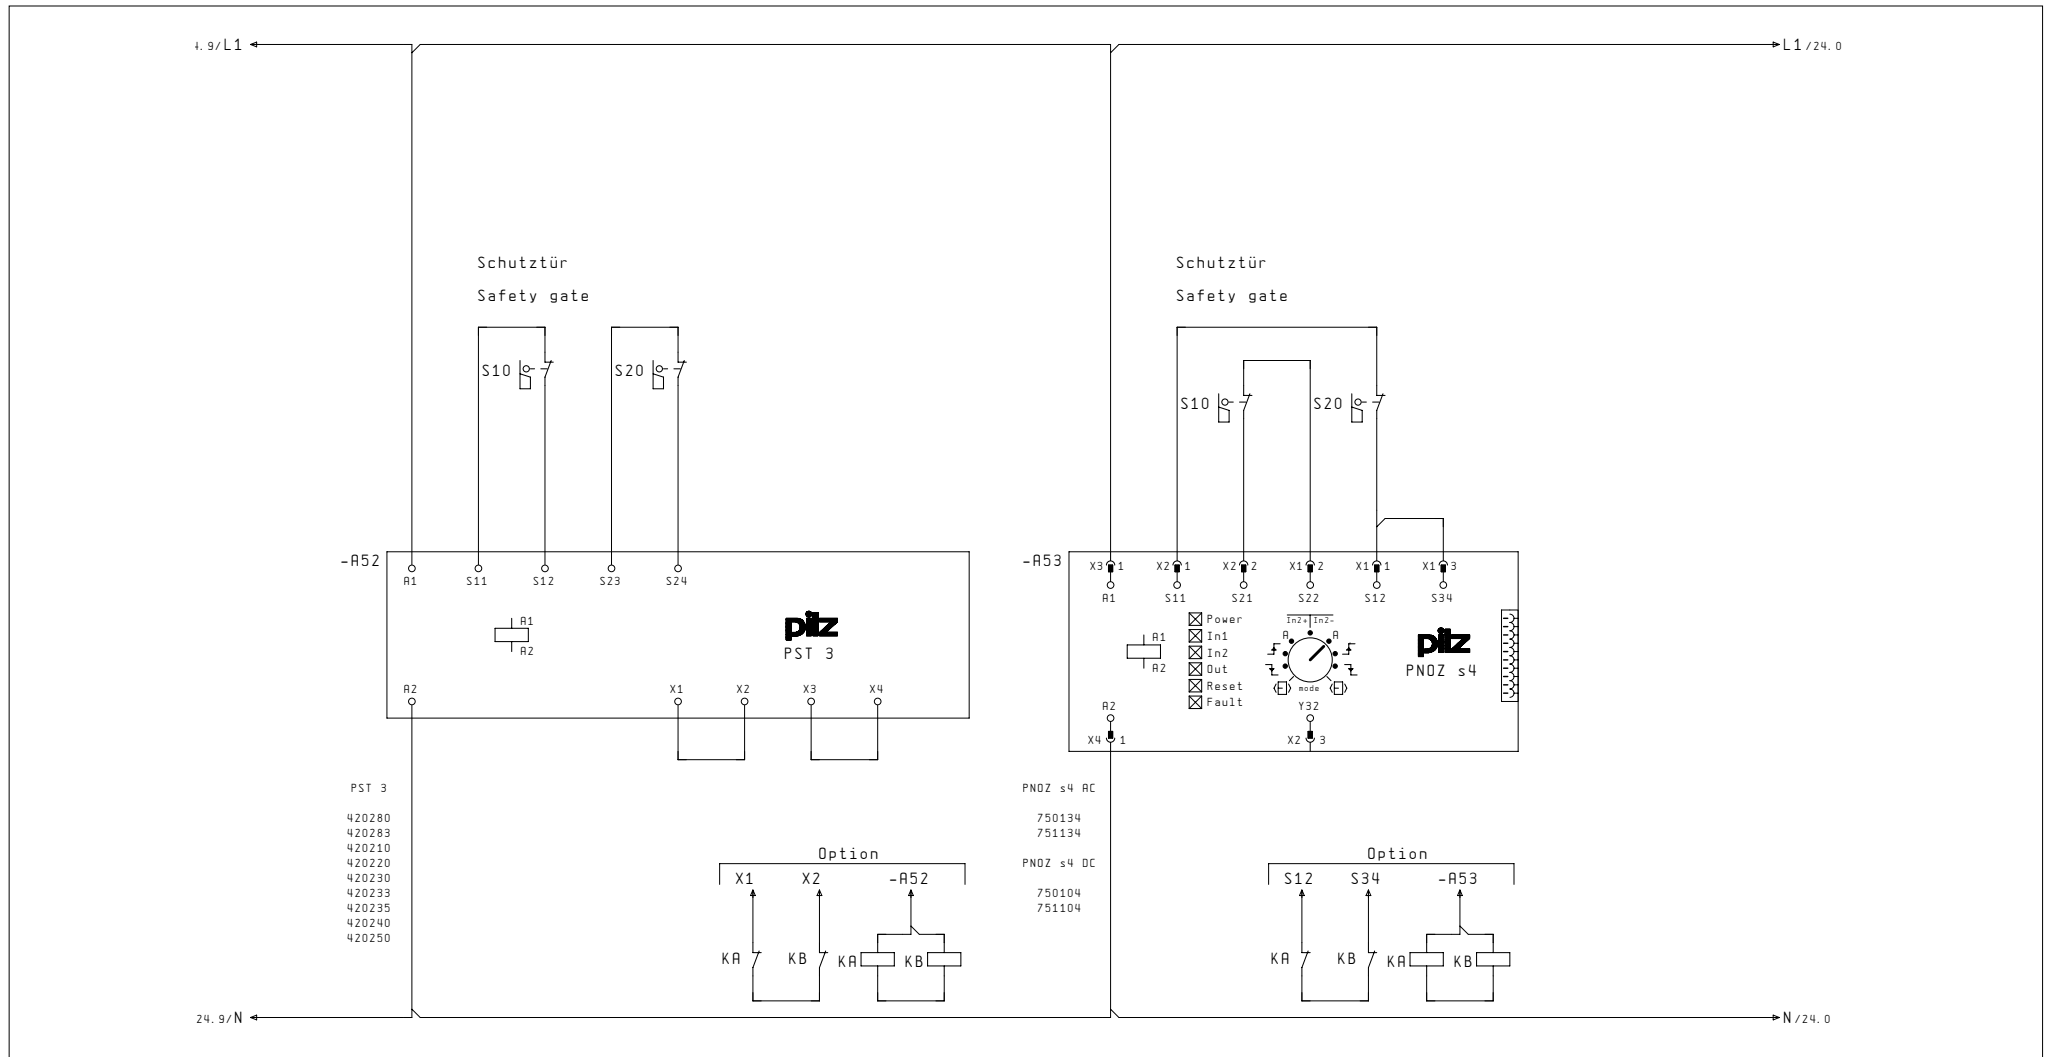 4.9/L1 L1/24.0
Schutztür
Safety gate
S10 S20
-A52
A1 S11 S12 S23 S24
A1
A2
pilz
PST 3
A2 X1 X2 X3 X4
PST 3
420280
420283
420210
420220
420230
420233
420235
420240
420250
Option
X1 X2 -A52
KA KB KA KB
Schutztür
Safety gate
S10 S20
-A53
X3 1 X2 1 X2 2 X1 2 X1 1 X1 3
A1 S11 S21 S22 S12 S34
Power
In1
In2
Out
Reset
Fault
In2+ In2-
A A
mode
A1
A2
pilz
PNOZ s4
A2 Y32
X4 1 X2 3
PNOZ s4 AC
750134
751134
PNOZ s4 DC
750104
751104
Option
S12 S34 -A53
KA KB KA KB
24.9/N N/24.0